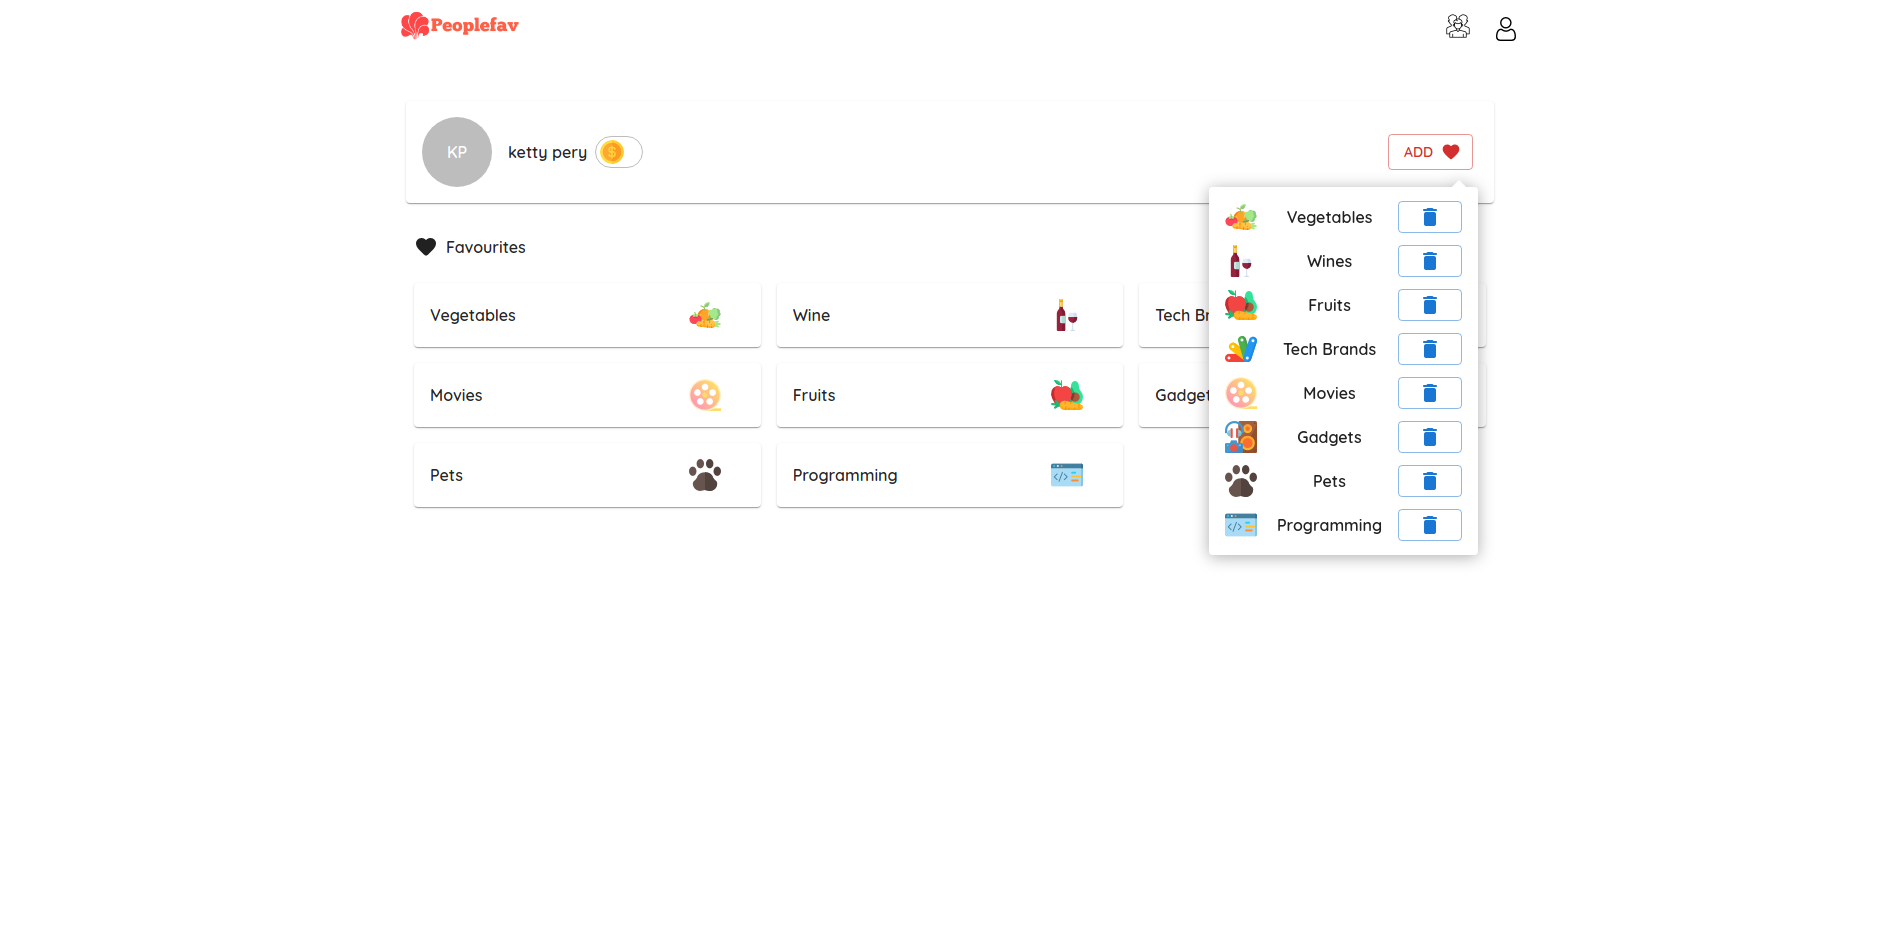 Peoplefav
KP
ketty pery
ADD
Favourites
Vegetables
Wine
Tech Br
Movies
Fruits
Gadget
Pets
Programming
Vegetables
Wines
Fruits
Tech Brands
Movies
Gadgets
Pets
Programming